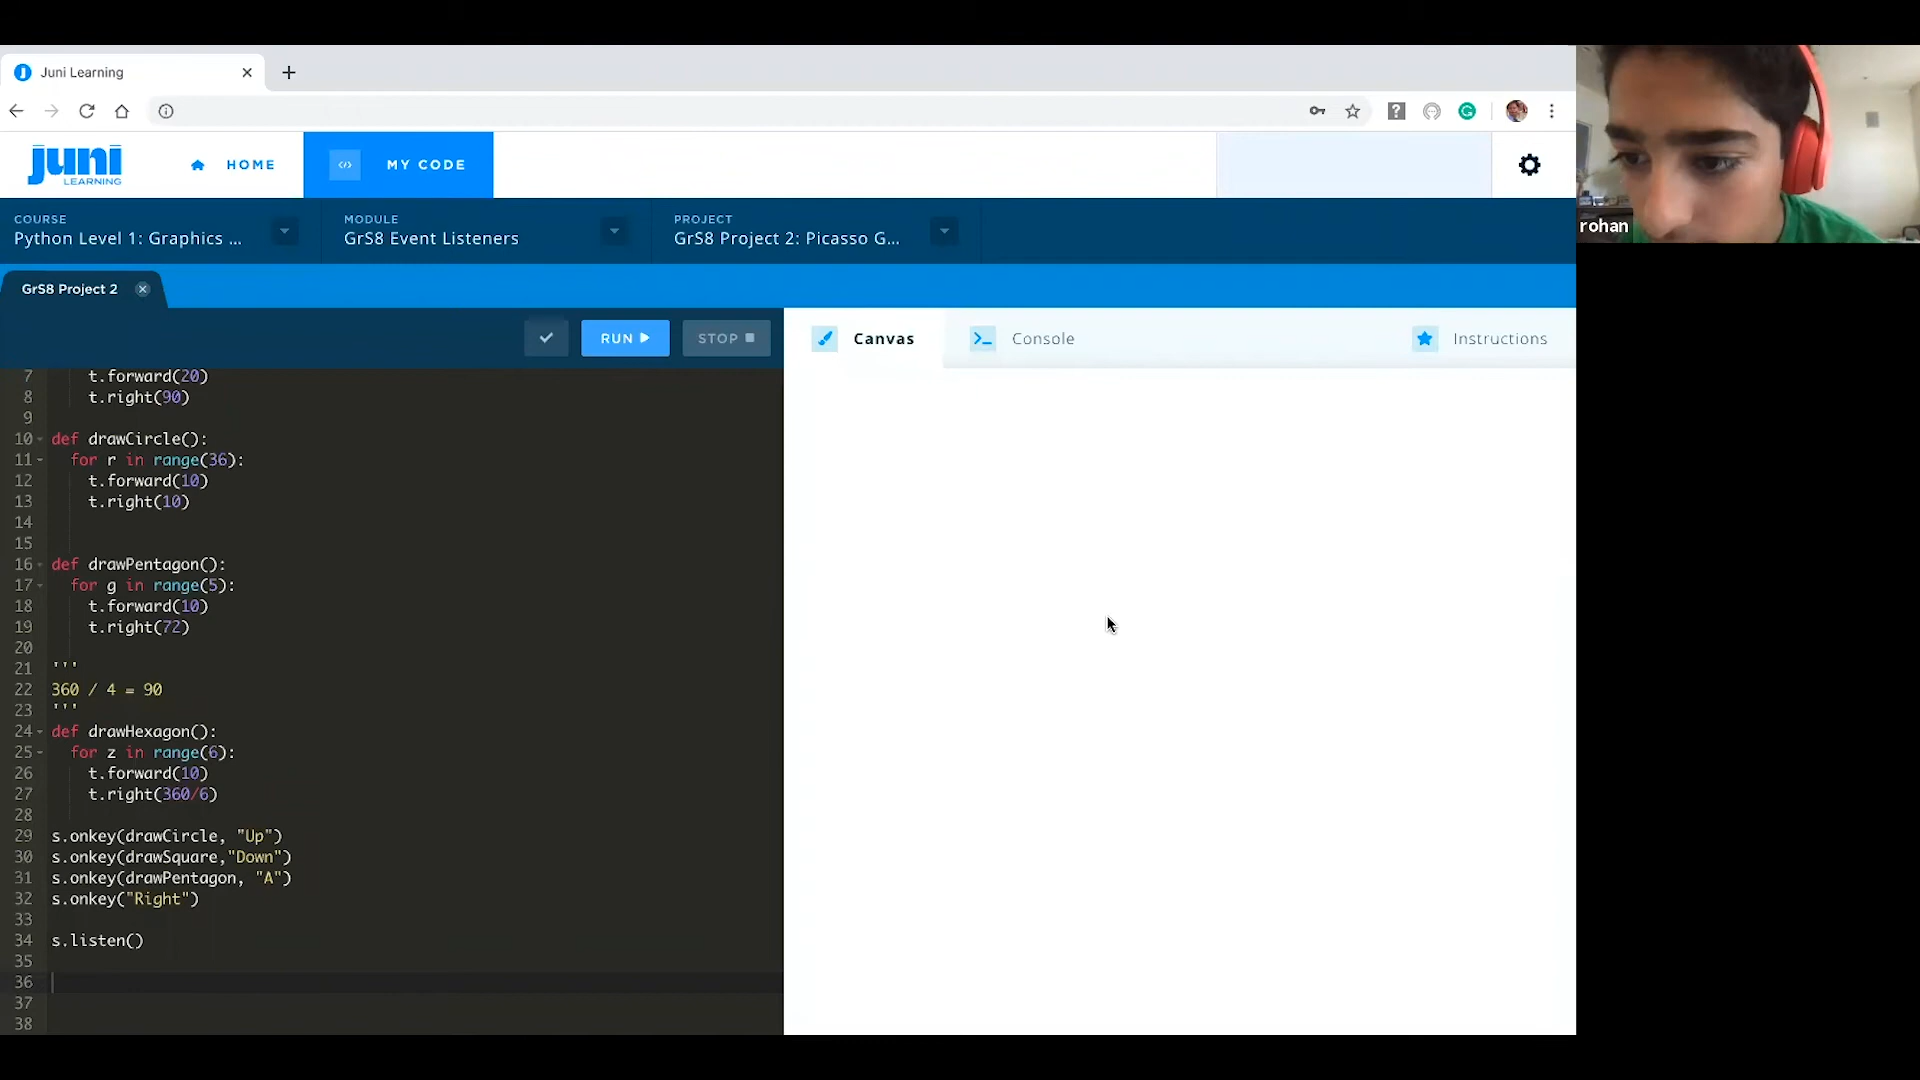 Juni Learning
juni
LEARNING
HOME
</> MY CODE
COURSE
Python Level 1: Graphics ...
MODULE
GrS8 Event Listeners
PROJECT
GrS8 Project 2: Picasso G...
rohan
GrS8 Project 2
RUN
STOP
Canvas
>_ Console
Instructions
7 t.forward(20)
8 t.right(90)
9
10 def drawCircle():
11 for r in range(36):
12 t.forward(10)
13 t.right(10)
14
15
16 def drawPentagon():
17 for g in range(5):
18 t.forward(10)
19 t.right(72)
20
21 '''
22 360 / 4 = 90
23 '''
24 def drawHexagon():
25 for z in range(6):
26 t.forward(10)
27 t.right(360/6)
28
29 s.onkey(drawCircle, "Up")
30 s.onkey(drawSquare,"Down")
31 s.onkey(drawPentagon, "A")
32 s.onkey("Right")
33
34 s.listen()
35
36
37
38